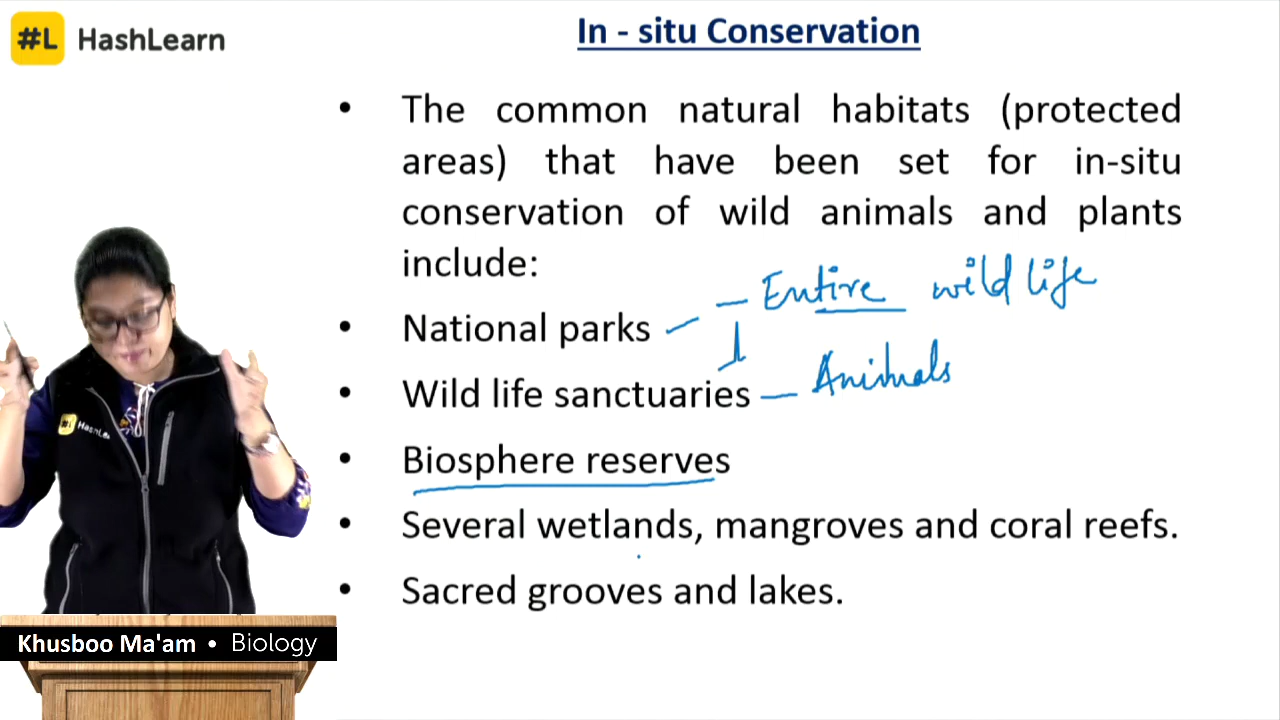 #L HashLearn
In - situ Conservation
• The common natural habitats (protected
areas) that have been set for in-situ
conservation of wild animals and plants
include:
Entire wild life
• National parks
Animals
• Wild life sanctuaries
• Biosphere reserves
• Several wetlands, mangroves and coral reefs.
• Sacred grooves and lakes.
#L HashLe
Khusboo Ma'am • Biology